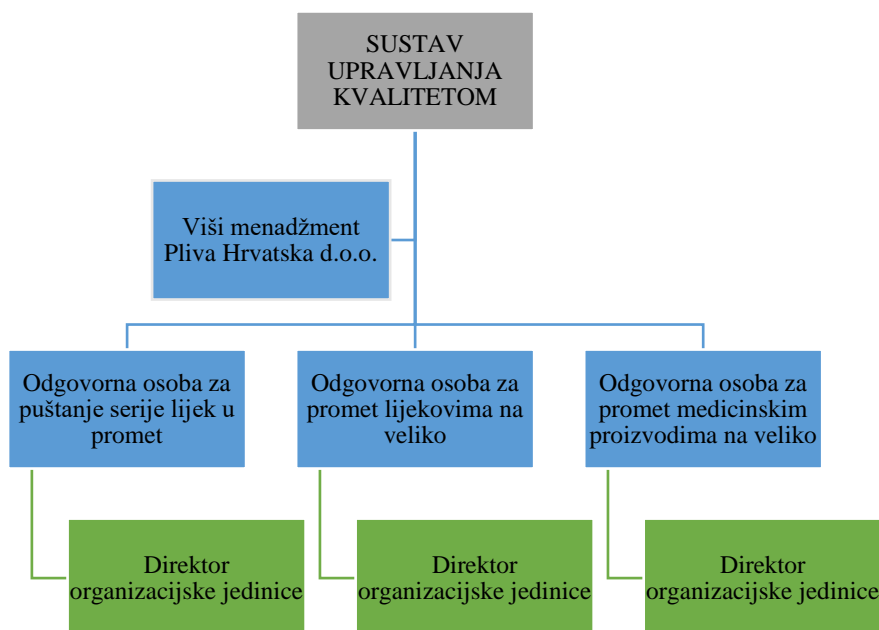 SUSTAV
UPRAVLJANJA
KVALITETOM
Viši menadžment
Pliva Hrvatska d.o.o.
Odgovorna osoba za
puštanje serije lijek u
promet
Odgovorna osoba za
promet lijekovima na
veliko
Odgovorna osoba za
promet medicinskim
proizvodima na veliko
Direktor
organizacijske jedinice
Direktor
organizacijske jedinice
Direktor
organizacijske jedinice